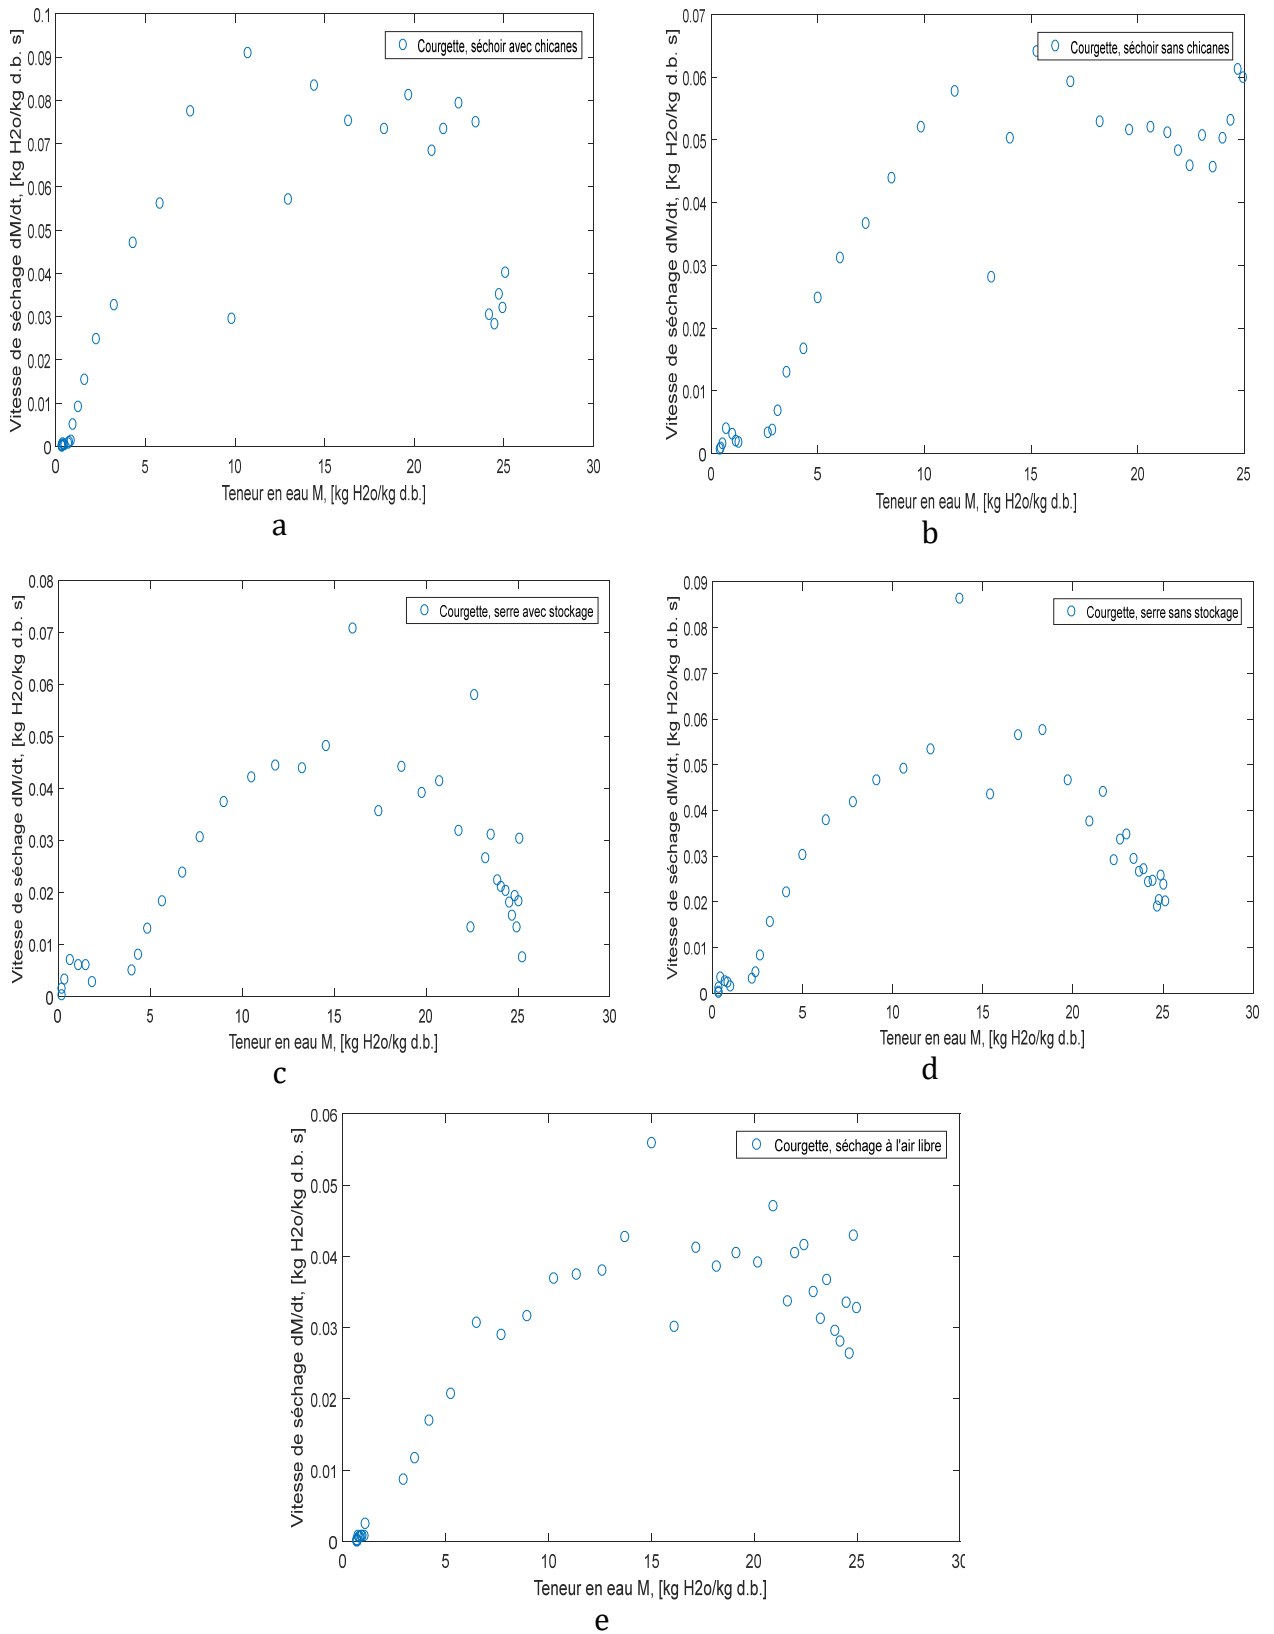 0.1
0.09
0.08
0.07
0.06
0.05
0.04
0.03
0.02
0.01
0
Vitesse de séchage dM/dt, [kg H2o/kg d.b. s]
Courgette, séchoir avec chicanes
0 5 10 15 20 25 30
Teneur en eau M, [kg H2o/kg d.b.]
a
0.07
0.06
0.05
0.04
0.03
0.02
0.01
0
Vitesse de séchage dM/dt, [kg H2o/kg d.b. s]
Courgette, séchoir sans chicanes
0 5 10 15 20 25
Teneur en eau M, [kg H2o/kg d.b.]
b
0.08
0.07
0.06
0.05
0.04
0.03
0.02
0.01
0
Vitesse de séchage dM/dt, [kg H2o/kg d.b. s]
Courgette, serre avec stockage
0 5 10 15 20 25 30
Teneur en eau M, [kg H2o/kg d.b.]
c
0.09
0.08
0.07
0.06
0.05
0.04
0.03
0.02
0.01
0
Vitesse de séchage dM/dt, [kg H2o/kg d.b. s]
Courgette, serre sans stockage
0 5 10 15 20 25 30
Teneur en eau M, [kg H2o/kg d.b.]
d
0.06
0.05
0.04
0.03
0.02
0.01
0
Vitesse de séchage dM/dt, [kg H2o/kg d.b. s]
Courgette, séchage à l'air libre
0 5 10 15 20 25 30
Teneur en eau M, [kg H2o/kg d.b.]
e